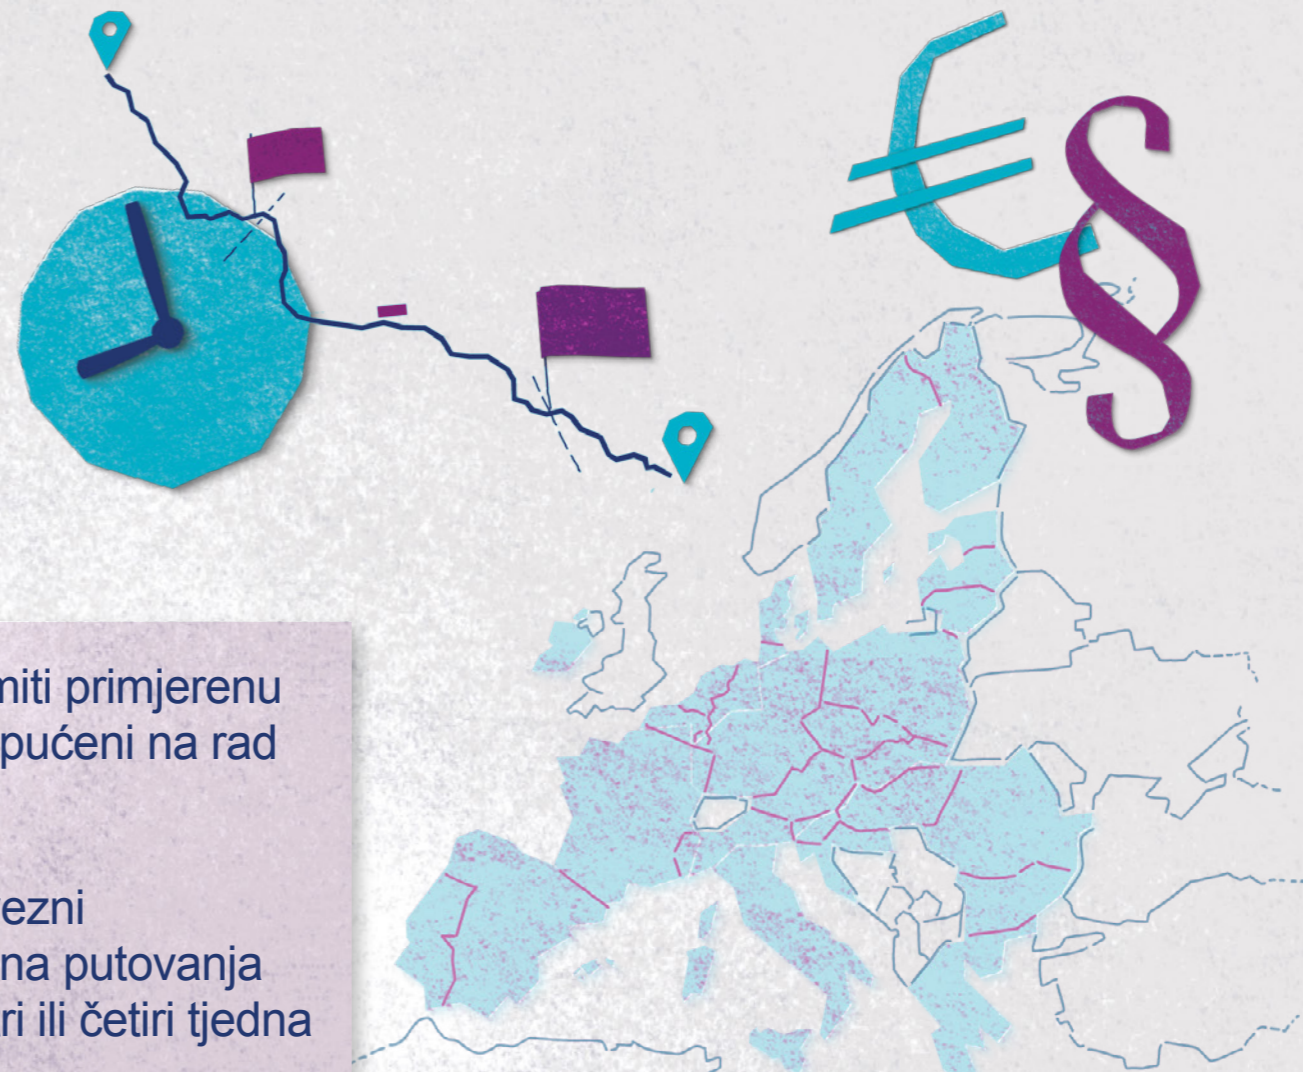 €
§
miti primjerenu
pućeni na rad
ezni
na putovanja
ri ili četiri tjedna